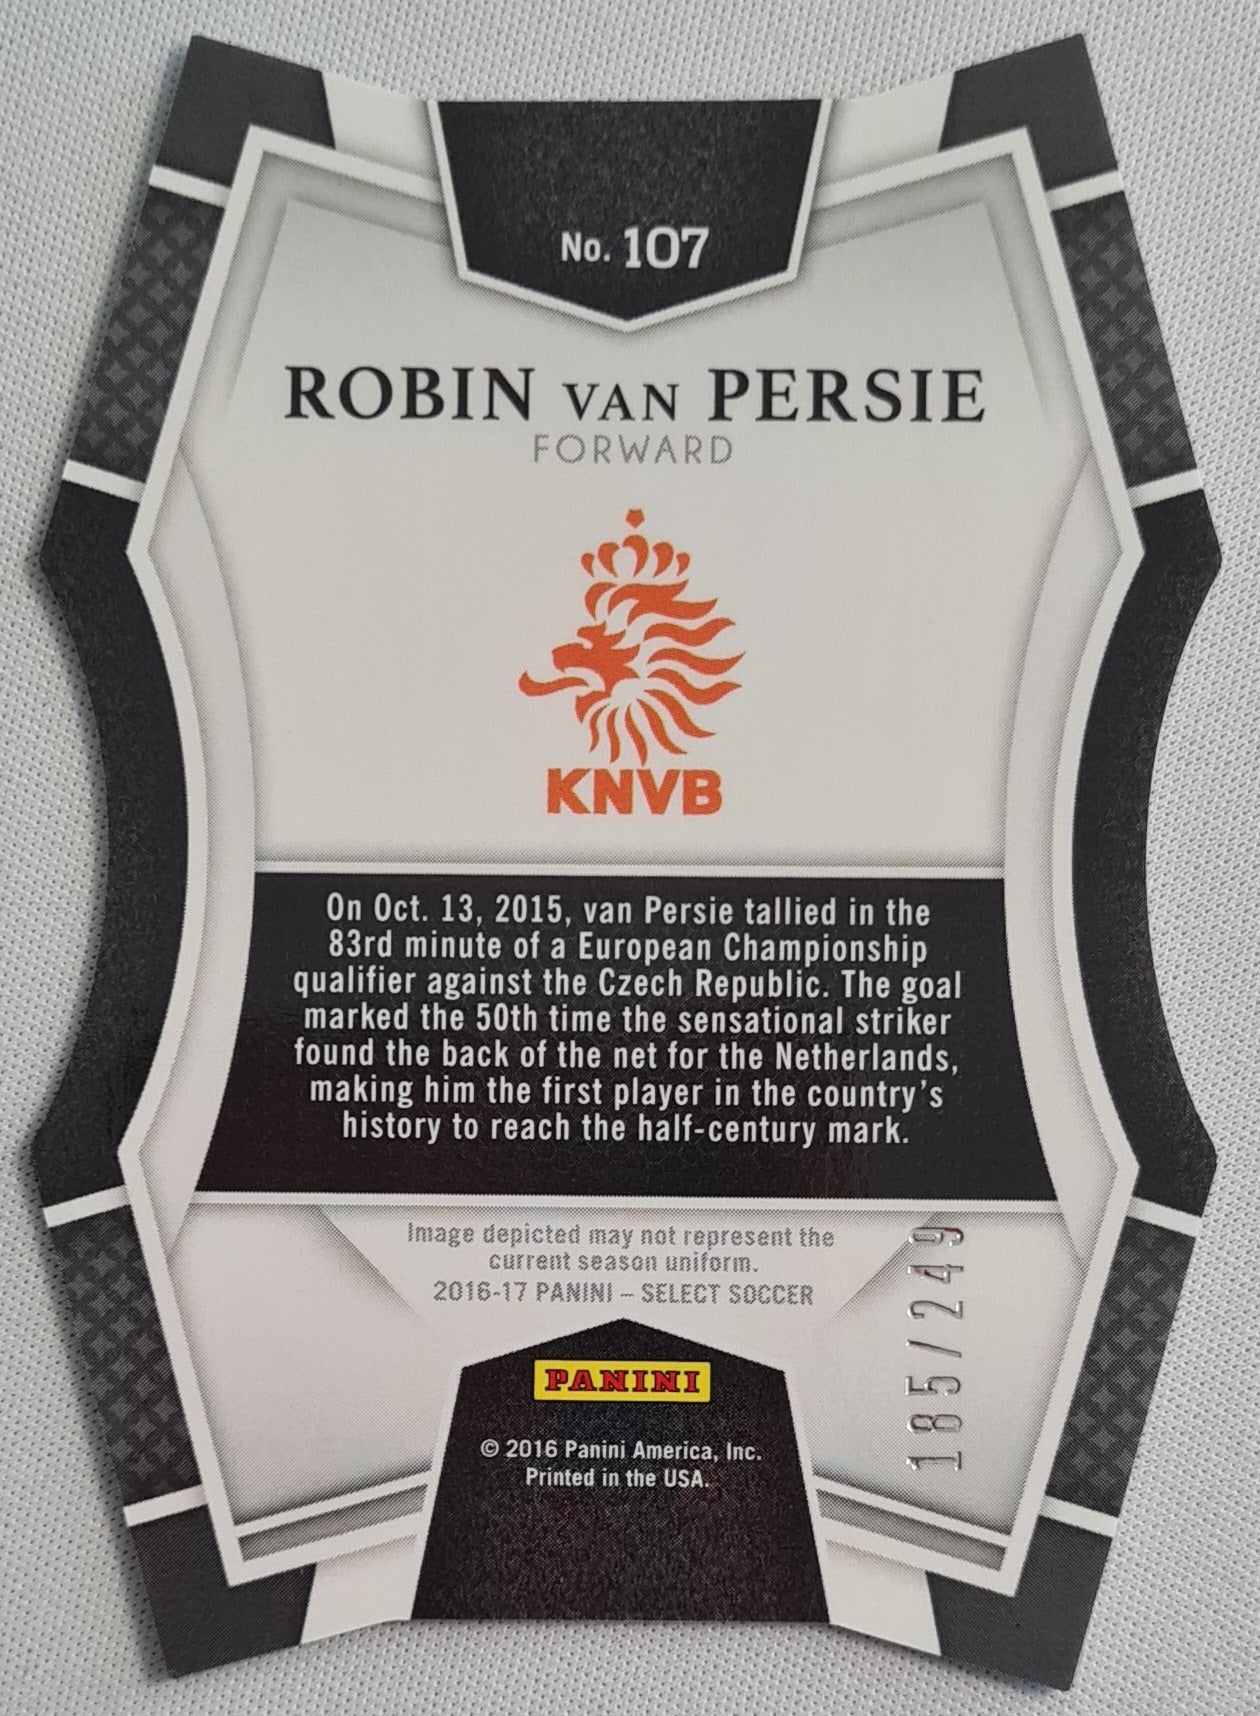 No. 107
ROBIN VAN PERSIE
FORWARD
KNVB
On Oct. 13, 2015, van Persie tallied in the
83rd minute of a European Championship
qualifier against the Czech Republic. The goal
marked the 50th time the sensational striker
found the back of the net for the Netherlands,
making him the first player in the country's
history to reach the half-century mark.
Image depicted may not represent the
current season uniform.
2016-17 PANINI – SELECT SOCCER
185/249
PANINI
© 2016 Panini America, Inc.
Printed in the USA.